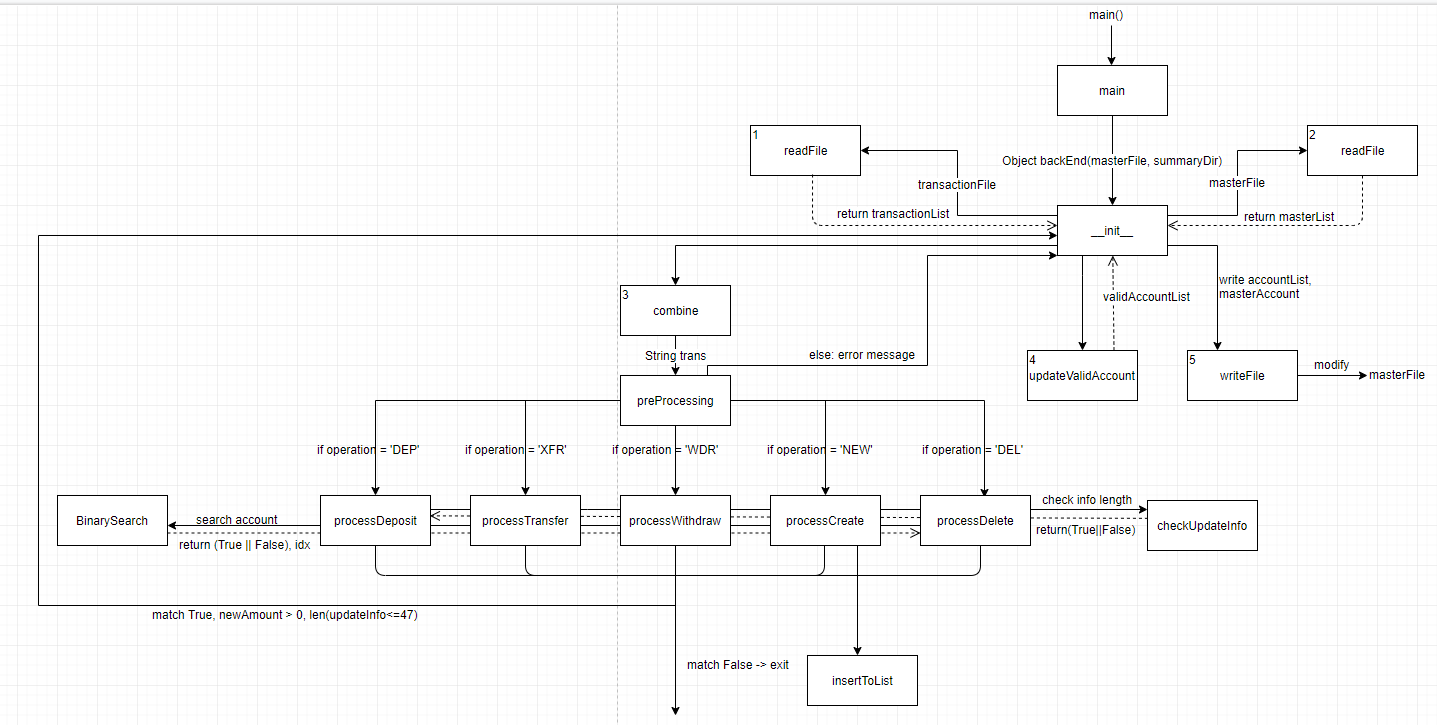 main()
main
1
readFile
2
readFile
Object backEnd(masterFile, summaryDir)
transactionFile
masterFile
return transactionList
return masterList
__init__
3
combine
write accountList,
masterAccount
validAccountList
String trans
else: error message
4
updateValidAccount
5
writeFile
modify
masterFile
preProcessing
if operation = 'DEP'
if operation = 'XFR'
if operation = 'WDR'
if operation = 'NEW'
if operation = 'DEL'
BinarySearch
search account
return (True || False), idx
processDeposit
processTransfer
processWithdraw
processCreate
processDelete
check info length
return(True||False)
checkUpdateInfo
match True, newAmount > 0, len(updateInfo<=47)
match False -> exit
insertToList